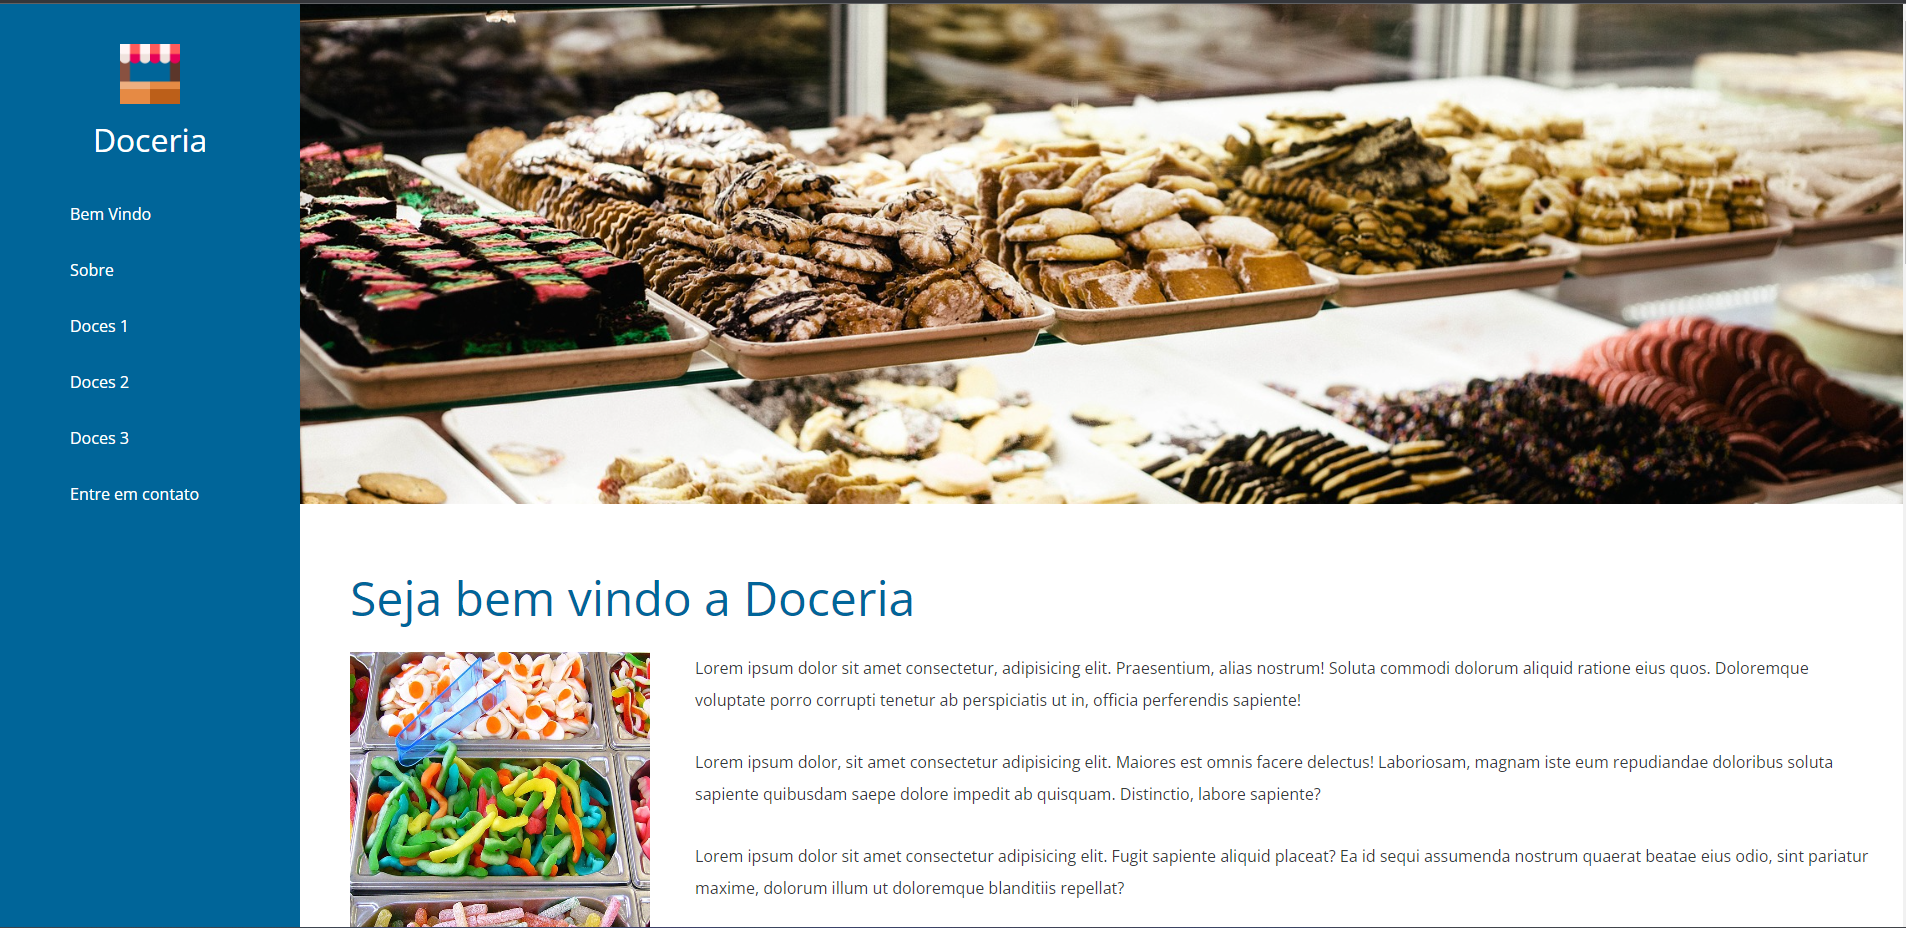 Doceria
Bem Vindo
Sobre
Doces 1
Doces 2
Doces 3
Entre em contato
Seja bem vindo a Doceria
Lorem ipsum dolor sit amet consectetur, adipisicing elit. Praesentium, alias nostrum! Soluta commodi dolorum aliquid ratione eius quos. Doloremque
voluptate porro corrupti tenetur ab perspiciatis ut in, officia perferendis sapiente!
Lorem ipsum dolor, sit amet consectetur adipisicing elit. Maiores est omnis facere delectus! Laboriosam, magnam iste eum repudiandae doloribus soluta
sapiente quibusdam saepe dolore impedit ab quisquam. Distinctio, labore sapiente?
Lorem ipsum dolor sit amet consectetur adipisicing elit. Fugit sapiente aliquid placeat? Ea id sequi assumenda nostrum quaerat beatae eius odio, sint pariatur
maxime, dolorum illum ut doloremque blanditiis repellat?